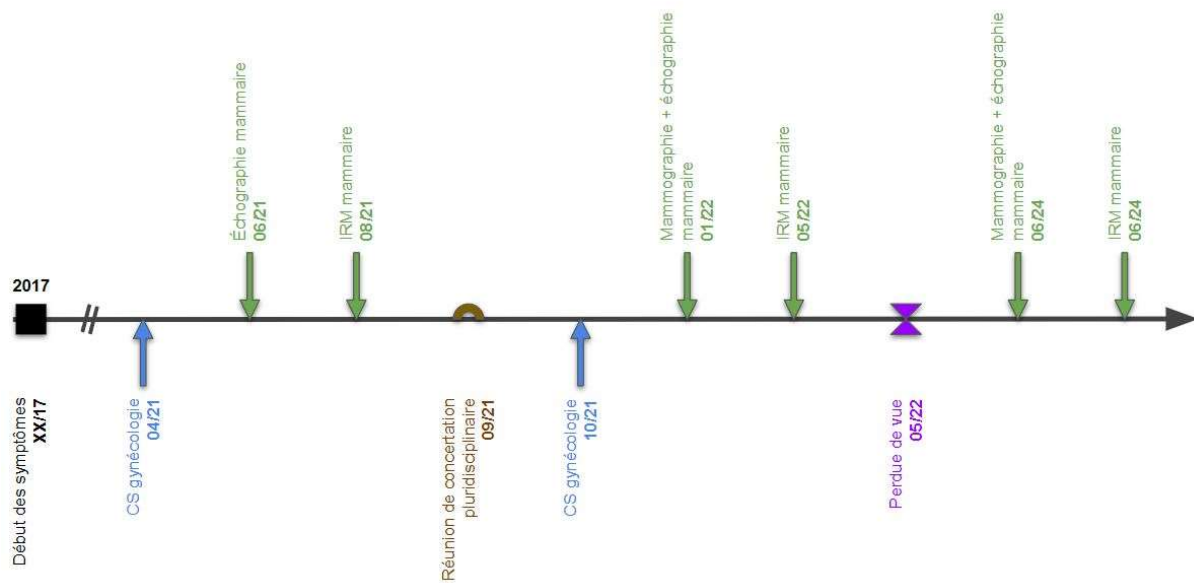 2017
Début des symptômes
XX/17
CS gynécologie
04/21
Échographie mammaire
06/21
IRM mammaire
08/21
Réunion de concertation
pluridisciplinaire
09/21
CS gynécologie
10/21
Mammographie + échographie
mammaire
01/22
IRM mammaire
05/22
Perdue de vue
05/22
Mammographie + échographie
mammaire
06/24
IRM mammaire
06/24